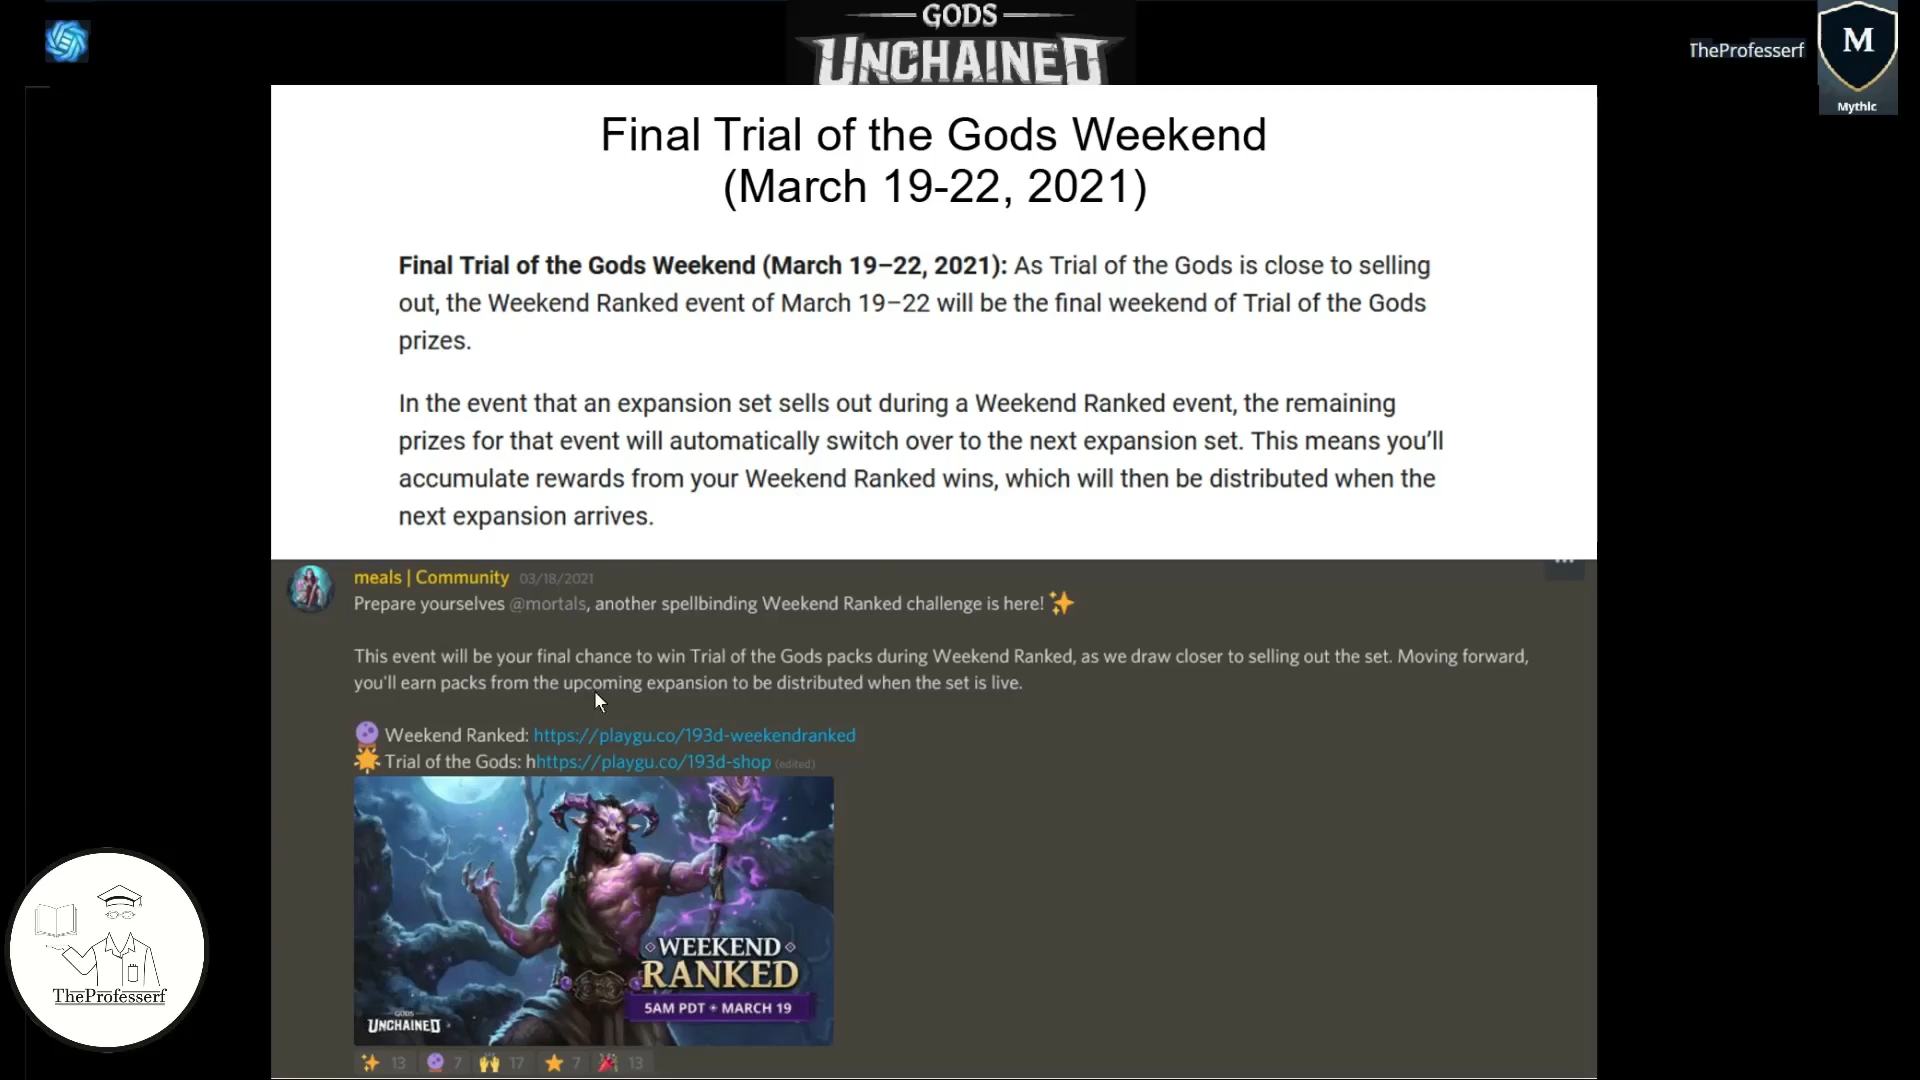 GODS
UNCHAINED
TheProfesserf
M
Mythic
Final Trial of the Gods Weekend
(March 19-22, 2021)
Final Trial of the Gods Weekend (March 19–22, 2021): As Trial of the Gods is close to selling
out, the Weekend Ranked event of March 19–22 will be the final weekend of Trial of the Gods
prizes.
In the event that an expansion set sells out during a Weekend Ranked event, the remaining
prizes for that event will automatically switch over to the next expansion set. This means you’ll
accumulate rewards from your Weekend Ranked wins, which will then be distributed when the
next expansion arrives.
meals | Community 03/18/2021
Prepare yourselves @mortals, another spellbinding Weekend Ranked challenge is here! ✨
This event will be your final chance to win Trial of the Gods packs during Weekend Ranked, as we draw closer to selling out the set. Moving forward,
you'll earn packs from the upcoming expansion to be distributed when the set is live.
Weekend Ranked: https://playgu.co/193d-weekendranked
Trial of the Gods: hhttps://playgu.co/193d-shop (edited)
WEEKEND
RANKED
5AM PDT MARCH 19
GODS
UNCHAINED
13 7 17 7 13
TheProfesserf